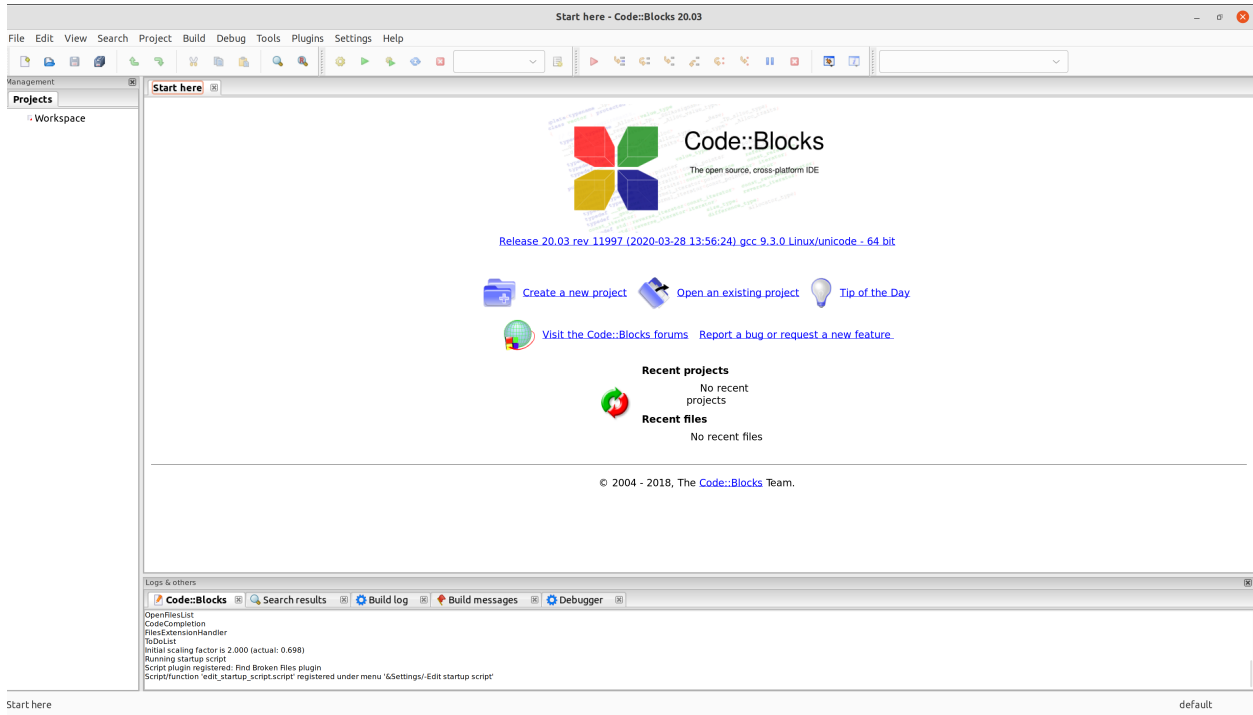 Start here - Code::Blocks 20.03
File Edit View Search Project Build Debug Tools Plugins Settings Help
Management
Projects
Workspace
Start here
Code::Blocks
The open source, cross-platform IDE
Release 20.03 rev 11997 (2020-03-28 13:56:24) gcc 9.3.0 Linux/unicode - 64 bit
Create a new project Open an existing project Tip of the Day
Visit the Code::Blocks forums Report a bug or request a new feature
Recent projects
No recent
projects
Recent files
No recent files
© 2004 - 2018, The Code::Blocks Team.
Logs & others
Code::Blocks Search results Build log Build messages Debugger
OpenFilesList
CodeCompletion
FilesExtensionHandler
ToDoList
Initial scaling factor is 2.000 (actual: 0.698)
Running startup script
Script plugin registered: Find Broken Files plugin
Script/function 'edit_startup_script.script' registered under menu '&Settings/-Edit startup script'
Start here default